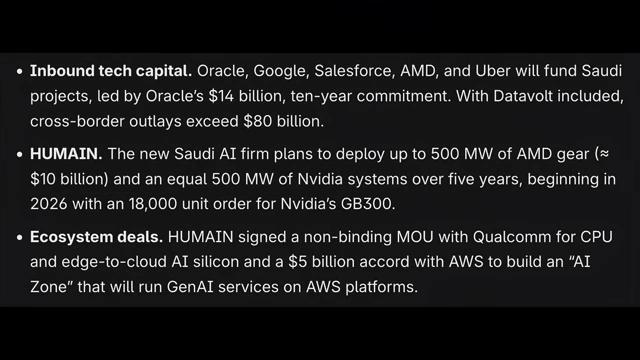 • Inbound tech capital. Oracle, Google, Salesforce, AMD, and Uber will fund Saudi
projects, led by Oracle’s $14 billion, ten-year commitment. With Datavolt included,
cross-border outlays exceed $80 billion.
• HUMAIN. The new Saudi AI firm plans to deploy up to 500 MW of AMD gear (≈
$10 billion) and an equal 500 MW of Nvidia systems over five years, beginning in
2026 with an 18,000 unit order for Nvidia’s GB300.
• Ecosystem deals. HUMAIN signed a non-binding MOU with Qualcomm for CPU
and edge-to-cloud AI silicon and a $5 billion accord with AWS to build an “AI
Zone” that will run GenAI services on AWS platforms.